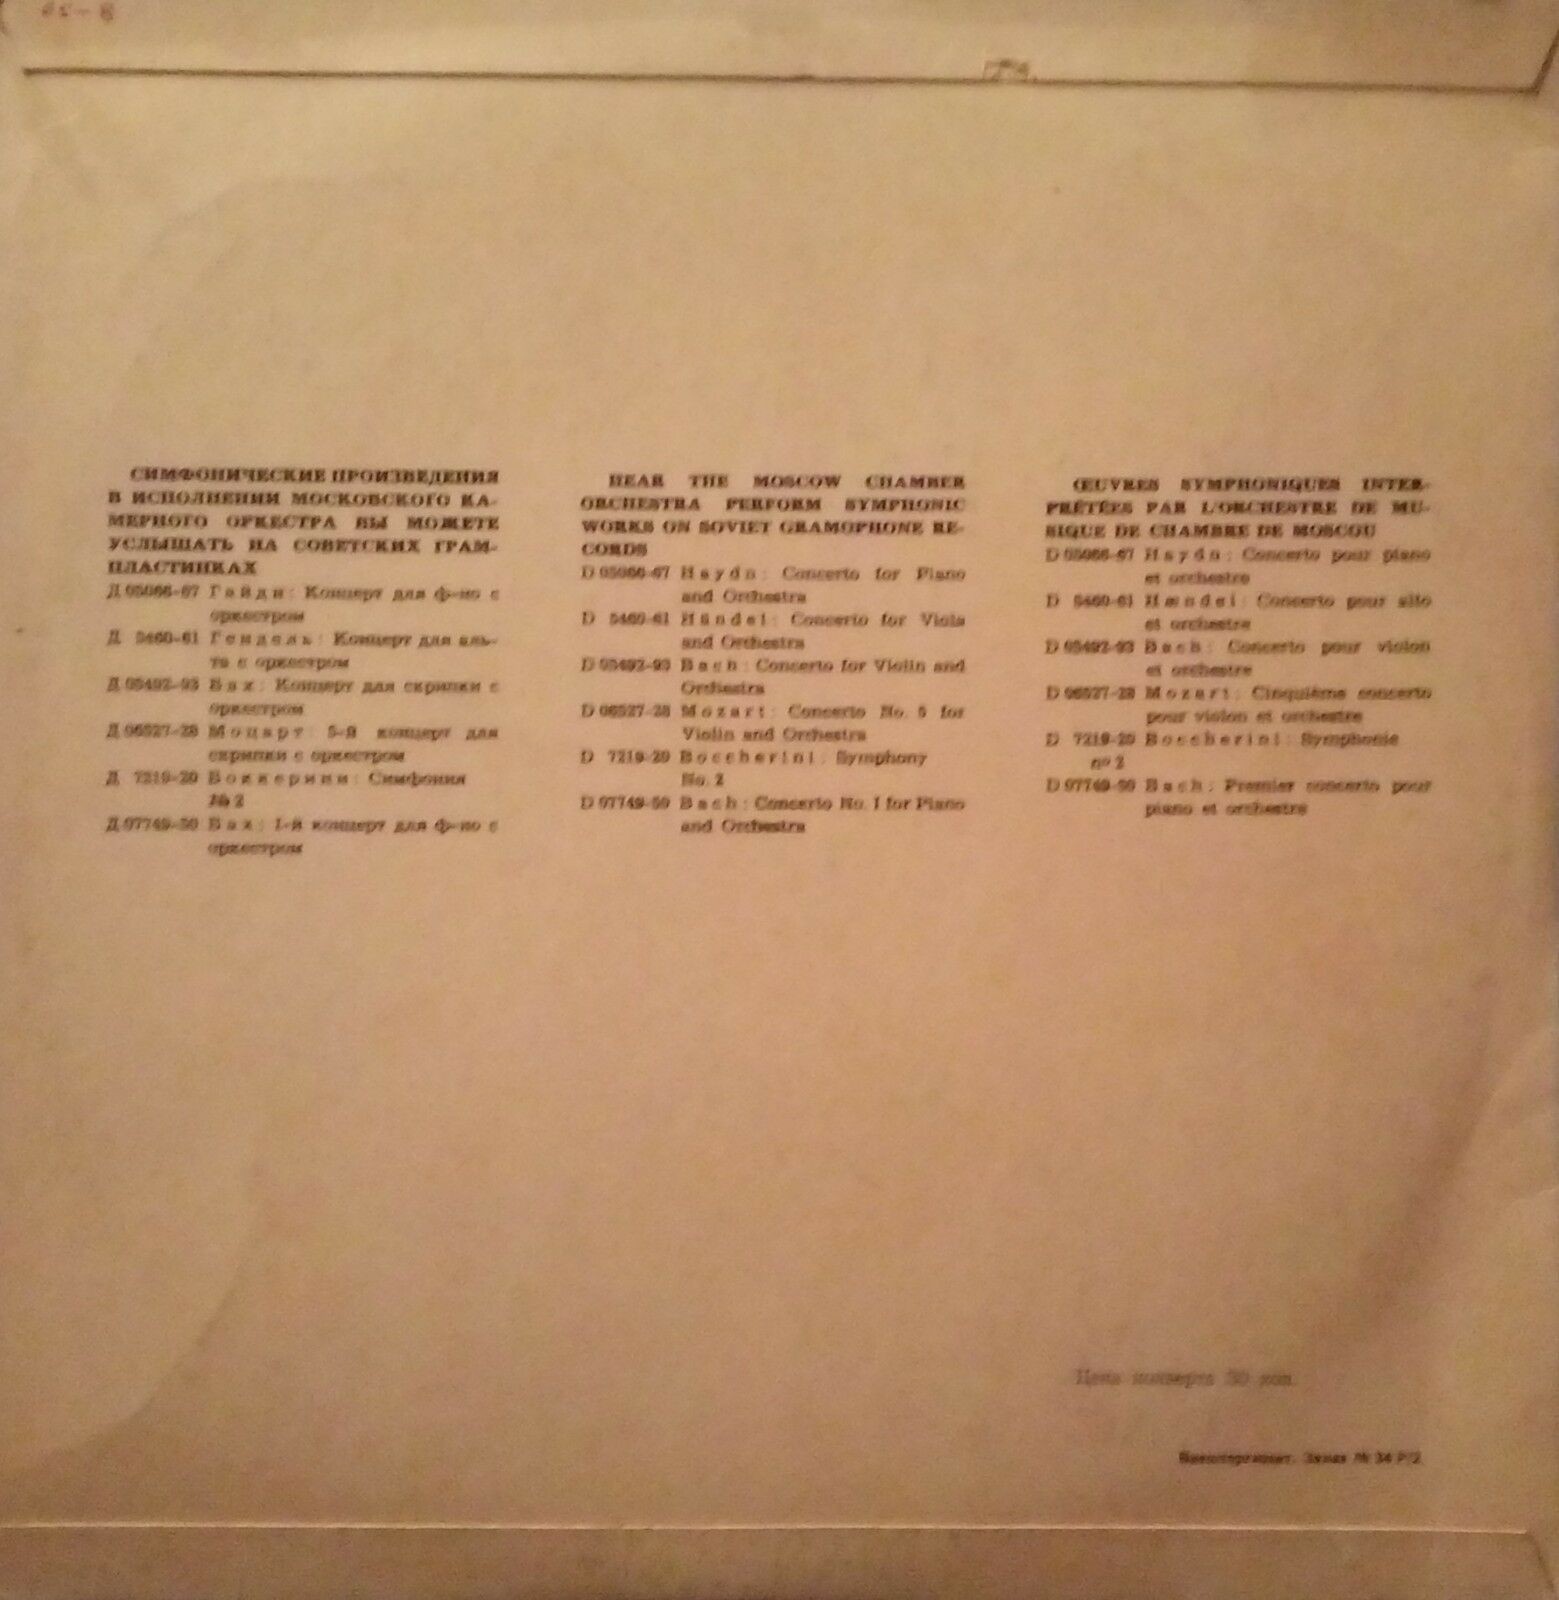 СИМФОНИЧЕСКИЕ ПРОИЗВЕДЕНИЯ
В ИСПОЛНЕНИИ МОСКОВСКОГО КА-
МЕРНОГО ОРКЕСТРА ВЫ МОЖЕТЕ
УСЛЫШАТЬ НА СОВЕТСКИХ ГРАМ-
ПЛАСТИНКАХ
Д 05066-67 Гайдн: Концерт для ф-но с
оркестром
Д 5460-61 Гендель: Концерт для аль-
та с оркестром
Д 05492-93 Бах: Концерт для скрипки с
оркестром
Д 06527-28 Моцарт: 5-й концерт для
скрипки с оркестром
Д 7219-20 Боккерини: Симфония
№ 2
Д 07749-50 Бах: 1-й концерт для ф-но с
оркестром
HEAR THE MOSCOW CHAMBER
ORCHESTRA PERFORM SYMPHONIC
WORKS ON SOVIET GRAMOPHONE RE-
CORDS
D 05066-67 Haydn: Concerto for Piano
and Orchestra
D 5460-61 Händel: Concerto for Viola
and Orchestra
D 05492-93 Bach: Concerto for Violin and
Orchestra
D 06527-28 Mozart: Concerto No. 5 for
Violin and Orchestra
D 7219-20 Boccherini: Symphony
No. 2
D 07749-50 Bach: Concerto No. 1 for Piano
and Orchestra
ŒUVRES SYMPHONIQUES INTER-
PRÉTÉES PAR L'ORCHESTRE DE MU-
SIQUE DE CHAMBRE DE MOSCOU
D 05066-67 Haydn: Concerto pour piano
et orchestre
D 5460-61 Hændel: Concerto pour alto
et orchestre
D 05492-93 Bach: Concerto pour violon
et orchestre
D 06527-28 Mozart: Cinquième concerto
pour violon et orchestre
D 7219-20 Boccherini: Symphonie
n° 2
D 07749-50 Bach: Premier concerto pour
piano et orchestre
Цена конверта 20 коп.
Внешторгиздат. Заказ № 34 Р/2